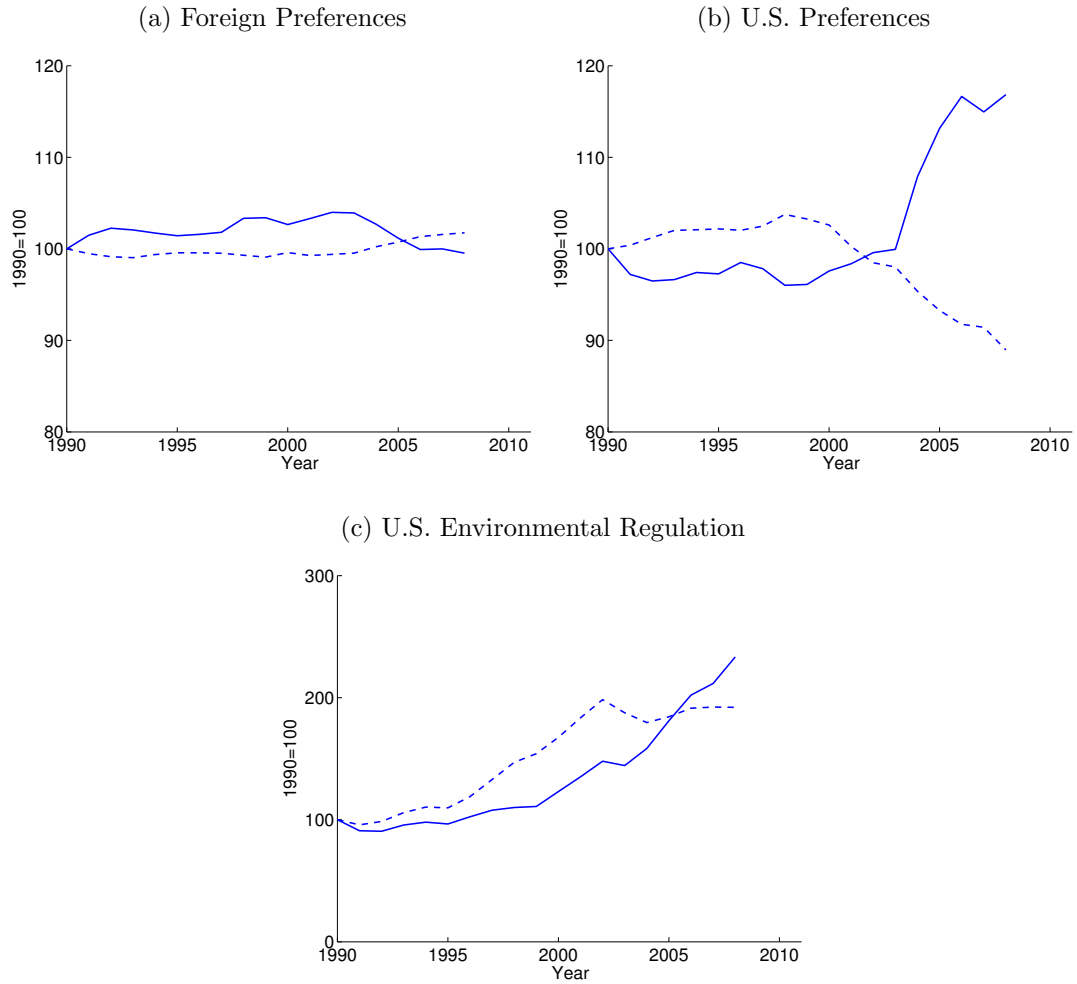 (a) Foreign Preferences
120
110
100
90
80
1990=100
1990 1995 2000 2005 2010
Year
(b) U.S. Preferences
120
110
100
90
80
1990=100
1990 1995 2000 2005 2010
Year
(c) U.S. Environmental Regulation
300
200
100
0
1990=100
1990 1995 2000 2005 2010
Year